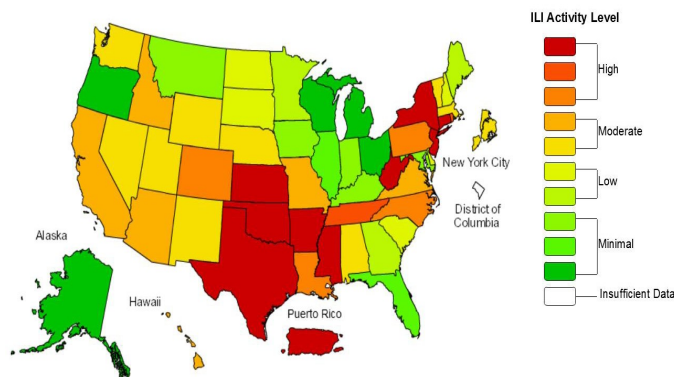 ILI Activity Level
High
Moderate
Low
Minimal
Insufficient Data
New York City
District of
Columbia
Alaska
Hawaii
Puerto Rico